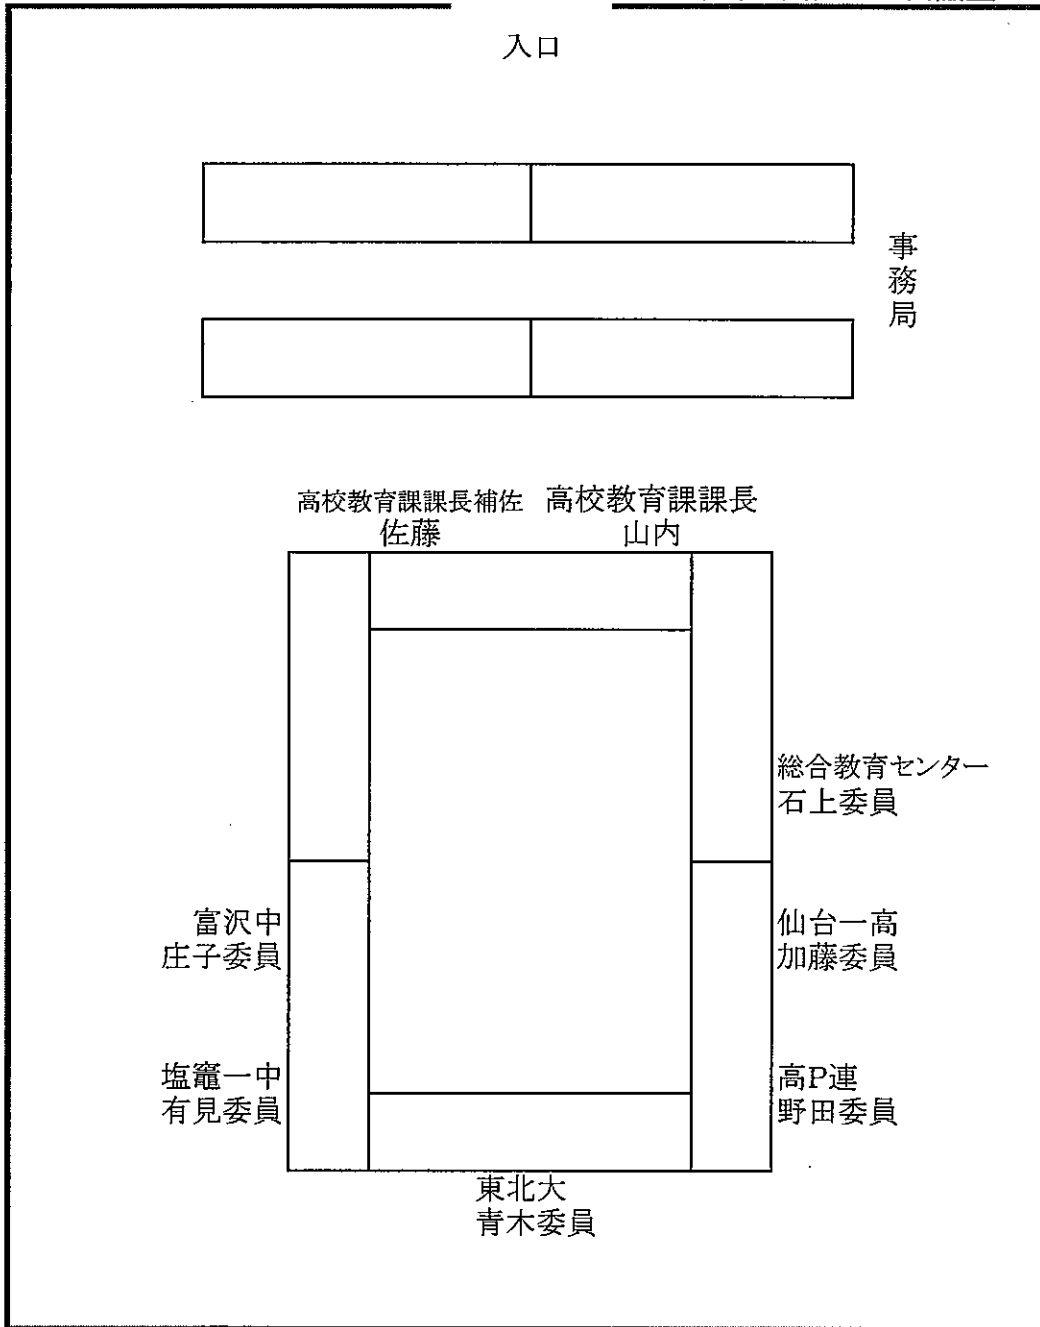 入口
事務局
高校教育課課長補佐
佐藤
高校教育課課長
山内
総合教育センター
石上委員
富沢中
庄子委員
仙台一高
加藤委員
塩竈一中
有見委員
高P連
野田委員
東北大
青木委員